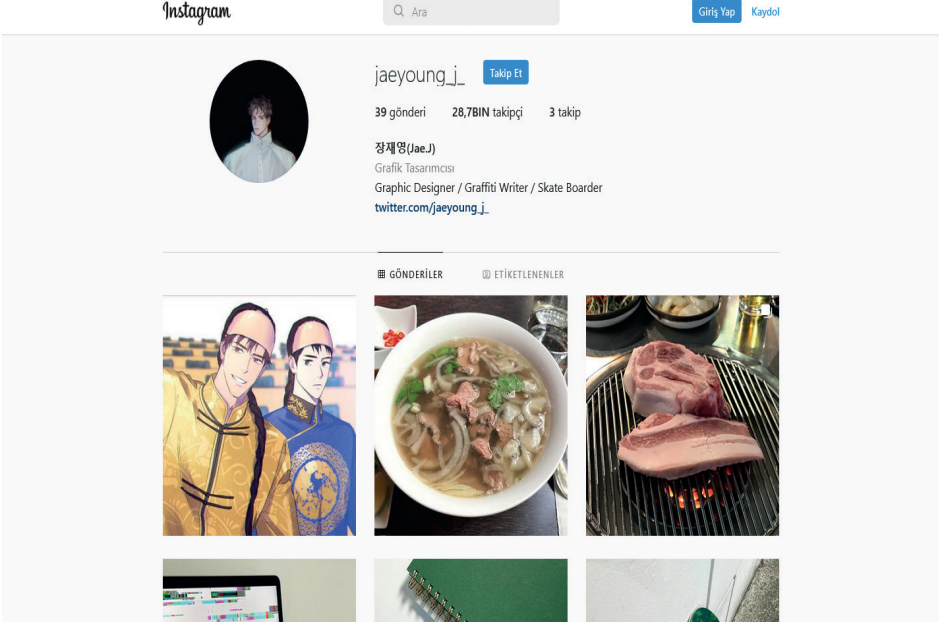 Instagram
Ara
Giriş Yap
Kaydol
jaeyoung_j_
Takip Et
39 gönderi 28,7BIN takipçi 3 takip
장재영(Jae.J)
Grafik Tasarımcısı
Graphic Designer / Graffiti Writer / Skate Boarder
twitter.com/jaeyoung_j_
GÖNDERİLER
ETİKETLENENLER